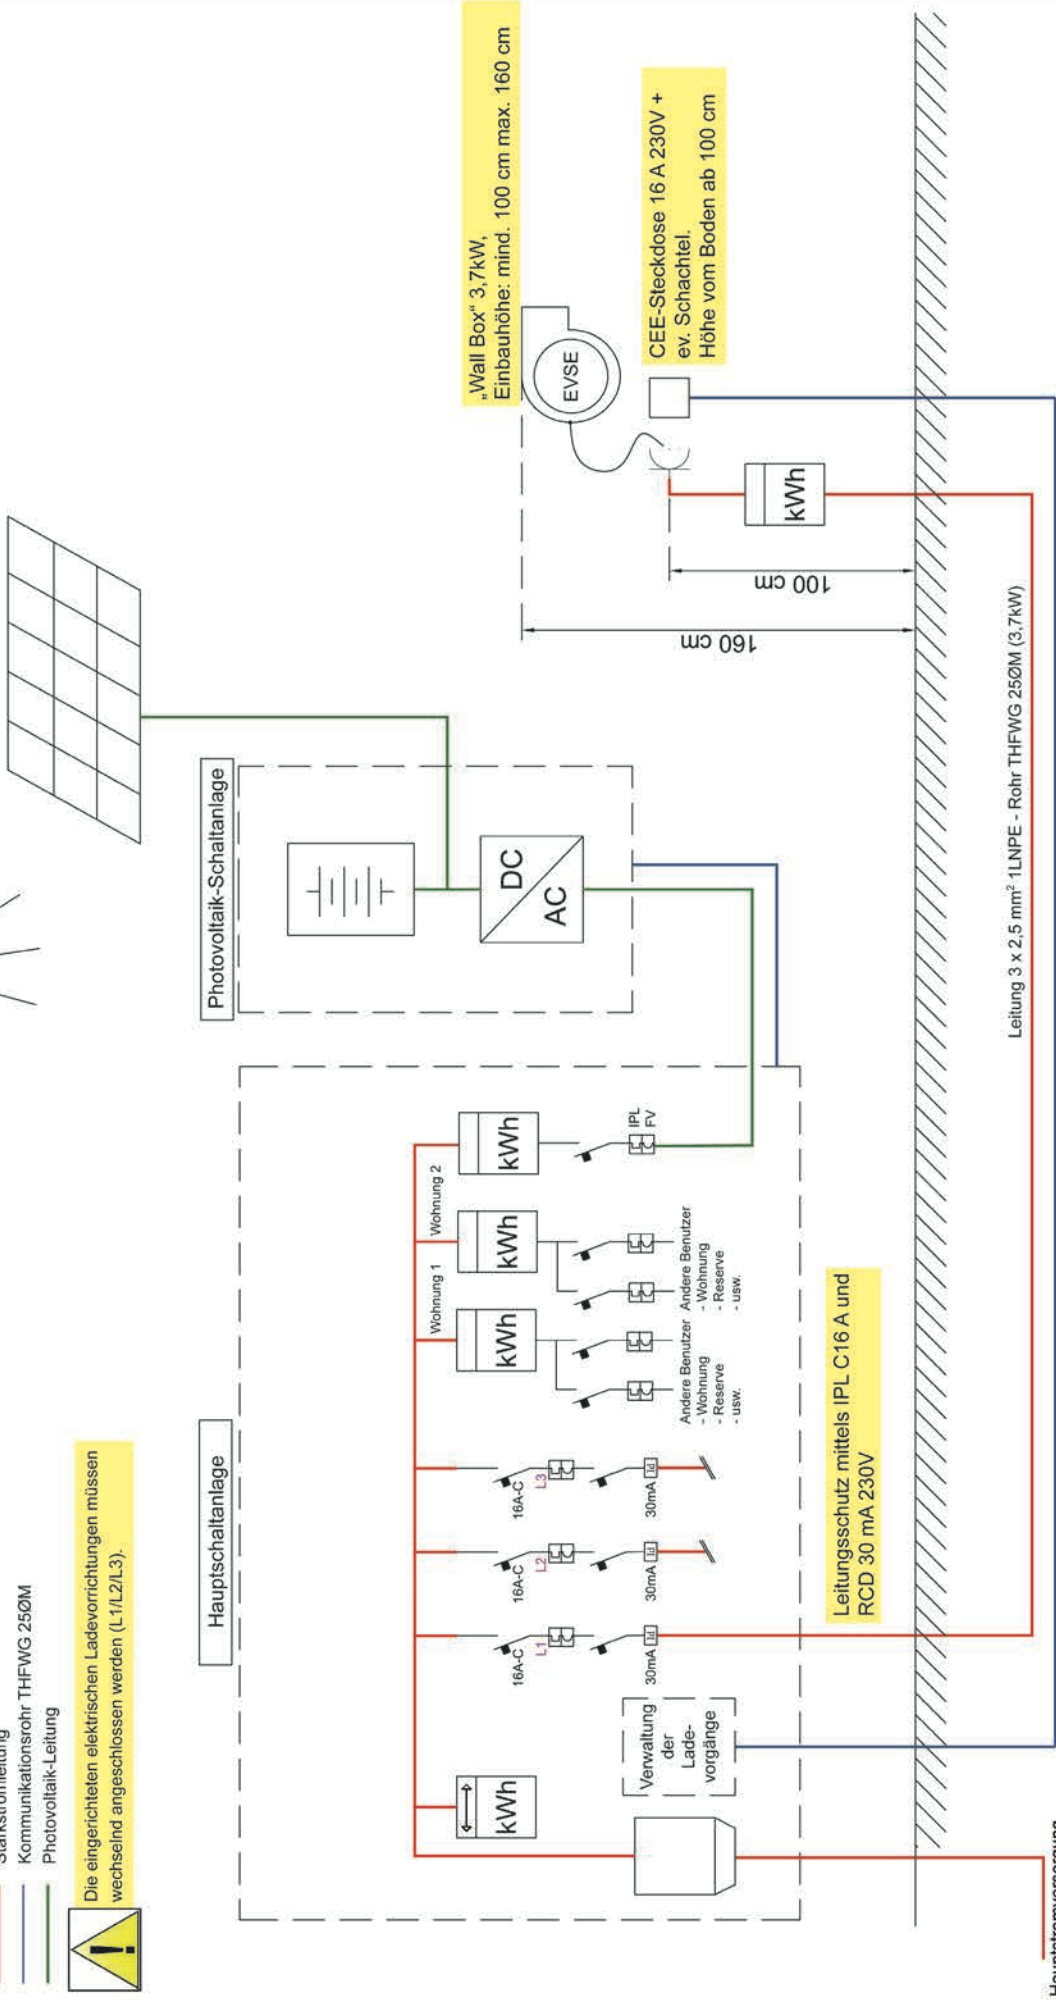 Starkstromleitung
Kommunikationsrohr THFWG 25ØM
Photovoltaik-Leitung
Die eingerichteten elektrischen Ladevorrichtungen müssen
wechselnd angeschlossen werden (L1/L2/L3).
Hauptschaltanlage
Photovoltaik-Schaltanlage
kWh
Wohnung 1
kWh
Wohnung 2
kWh
kWh
16A-C
L1
30mA
16A-C
L2
30mA
16A-C
L3
30mA
Andere Benutzer
- Wohnung
- Reserve
- usw.
Andere Benutzer
- Wohnung
- Reserve
- usw.
IPL
FV
Verwaltung
der
Lade-
vorgänge
DC
AC
„Wall Box“ 3,7kW,
Einbauhöhe: mind. 100 cm max. 160 cm
EVSE
CEE-Steckdose 16 A 230V +
ev. Schachtel.
Höhe vom Boden ab 100 cm
kWh
160 cm
100 cm
Leitungsschutz mittels IPL C16 A und
RCD 30 mA 230V
Leitung 3 x 2,5 mm² 1LNPE - Rohr THFWG 25ØM (3,7kW)
Hauptstromversorgung